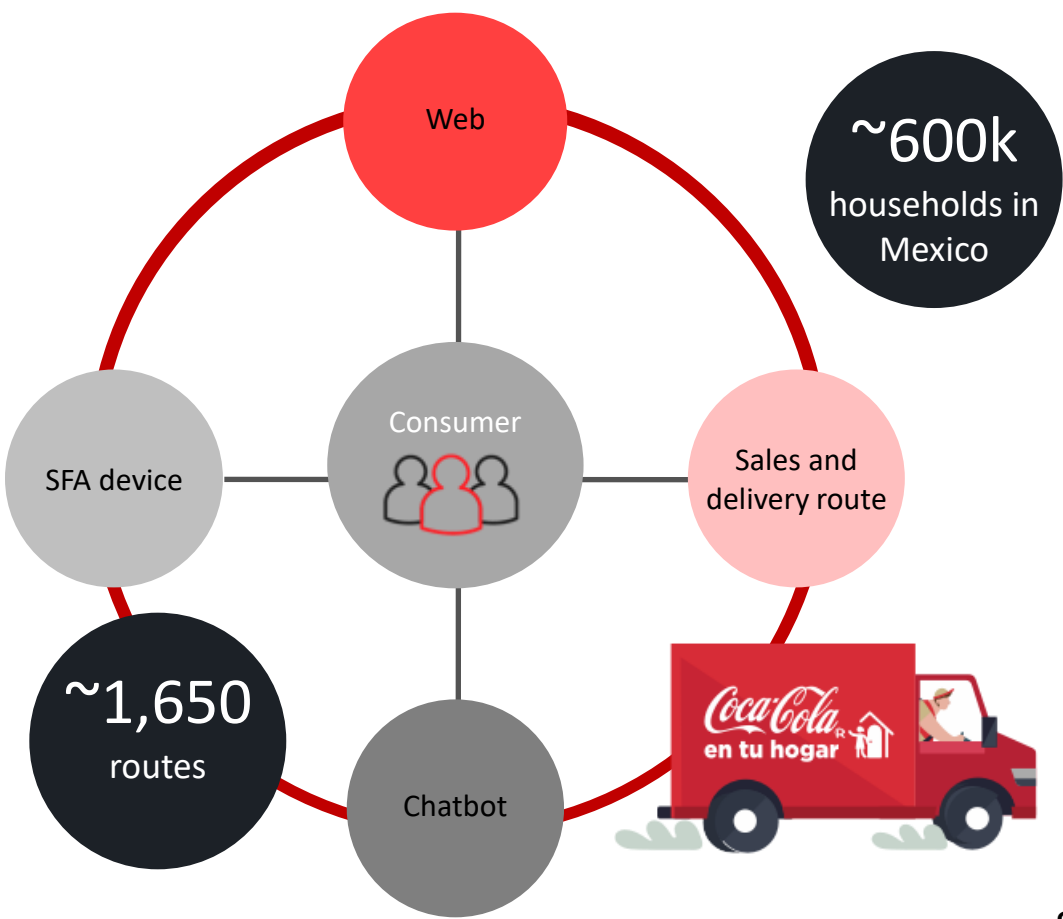 Web
~600k
households in
Mexico
Consumer
SFA device
Sales and
delivery route
~1,650
routes
Chatbot
Coca-Cola
R
en tu hogar